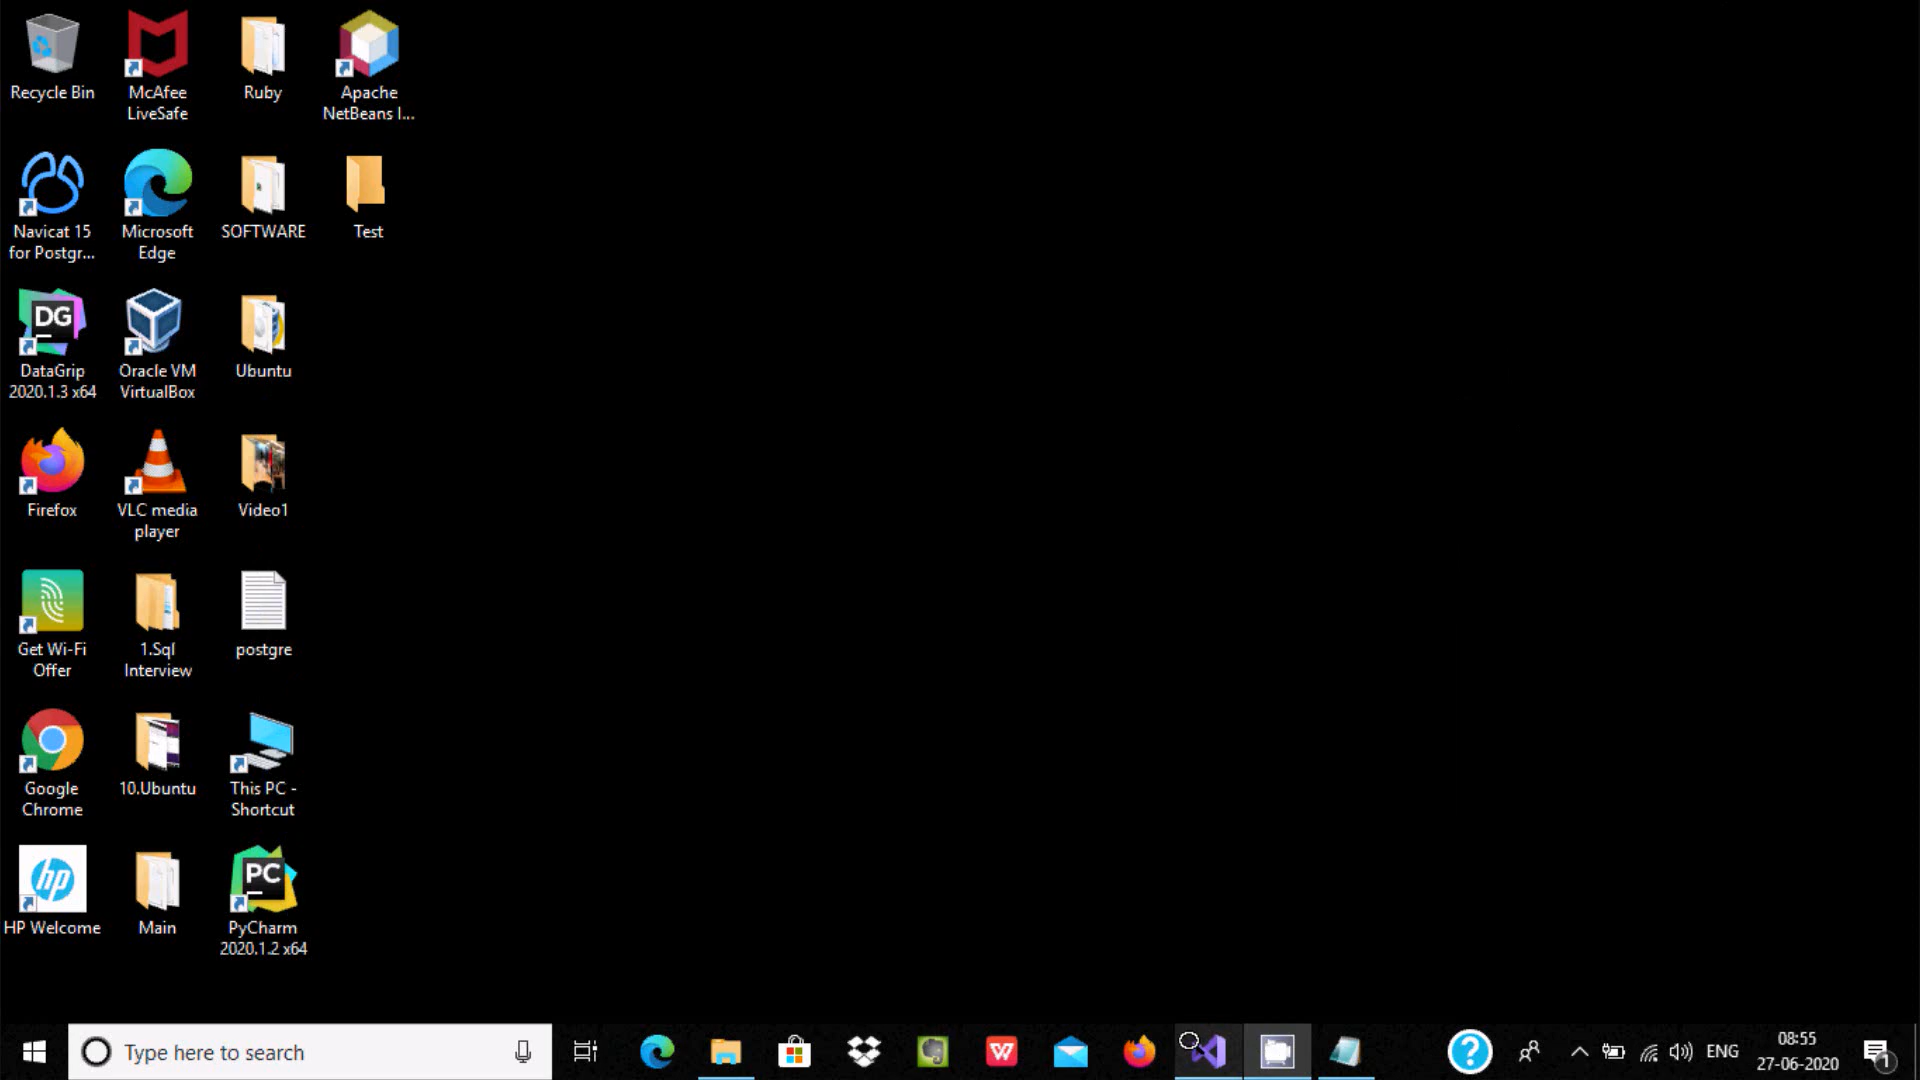 Recycle Bin
McAfee
LiveSafe
Ruby
Apache
NetBeans I...
Navicat 15
for Postgr...
Microsoft
Edge
SOFTWARE
Test
DG
DataGrip
2020.1.3 x64
Oracle VM
VirtualBox
Ubuntu
Firefox
VLC media
player
Video1
Get Wi-Fi
Offer
1.Sql
Interview
postgre
Google
Chrome
10.Ubuntu
This PC -
Shortcut
hp
HP Welcome
Main
PC
PyCharm
2020.1.2 x64
Type here to search
W
?
ENG
08:55
27-06-2020
1